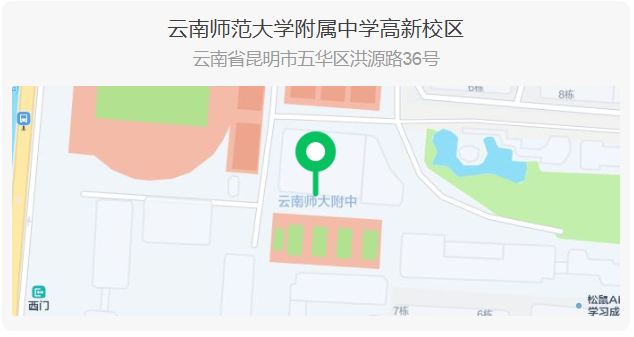 云南师范大学附属中学高新校区
云南省昆明市五华区洪源路36号
6栋
8栋
云南师大附中
西门
松鼠AI
学习成
7栋
6栋